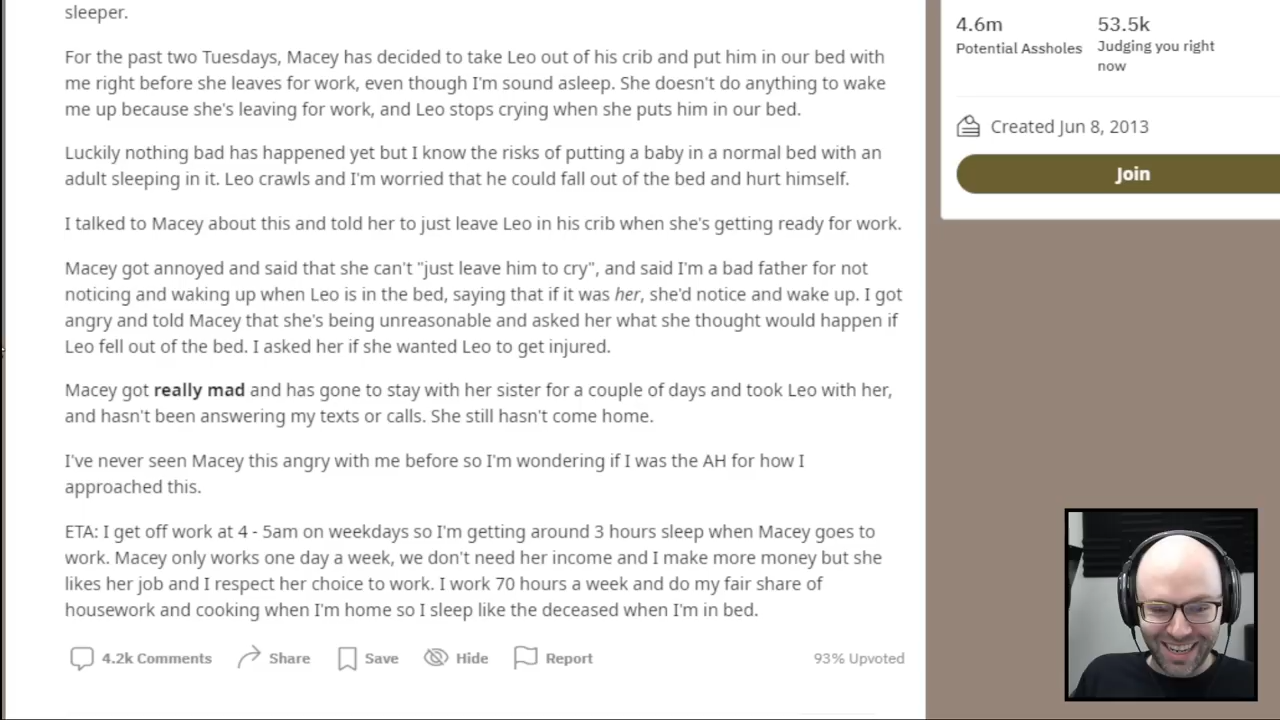 sleeper.
For the past two Tuesdays, Macey has decided to take Leo out of his crib and put him in our bed with
me right before she leaves for work, even though I'm sound asleep. She doesn't do anything to wake
me up because she's leaving for work, and Leo stops crying when she puts him in our bed.
Luckily nothing bad has happened yet but I know the risks of putting a baby in a normal bed with an
adult sleeping in it. Leo crawls and I'm worried that he could fall out of the bed and hurt himself.
I talked to Macey about this and told her to just leave Leo in his crib when she's getting ready for work.
Macey got annoyed and said that she can't "just leave him to cry", and said I'm a bad father for not
noticing and waking up when Leo is in the bed, saying that if it was her, she'd notice and wake up. I got
angry and told Macey that she's being unreasonable and asked her what she thought would happen if
Leo fell out of the bed. I asked her if she wanted Leo to get injured.
Macey got really mad and has gone to stay with her sister for a couple of days and took Leo with her,
and hasn't been answering my texts or calls. She still hasn't come home.
I've never seen Macey this angry with me before so I'm wondering if I was the AH for how I
approached this.
ETA: I get off work at 4 - 5am on weekdays so I'm getting around 3 hours sleep when Macey goes to
work. Macey only works one day a week, we don't need her income and I make more money but she
likes her job and I respect her choice to work. I work 70 hours a week and do my fair share of
housework and cooking when I'm home so I sleep like the deceased when I'm in bed.
4.2k Comments Share Save Hide Report 93% Upvoted
4.6m 53.5k
Potential Assholes Judging you right
now
Created Jun 8, 2013
Join